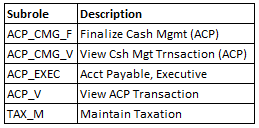 Subrole Description
ACP_CMG_F Finalize Cash Mgmt (ACP)
ACP_CMG_V View Csh Mgt Trnsaction (ACP)
ACP_EXEC Acct Payable, Executive
ACP_V View ACP Transaction
TAX_M Maintain Taxation